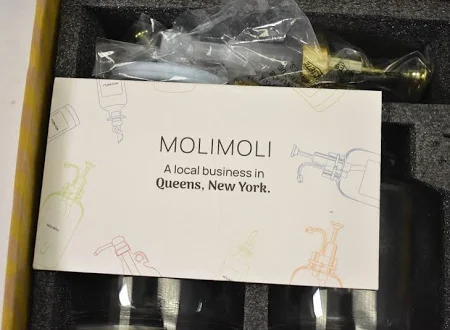 MOLIMOLI
A local business in
Queens, New York.